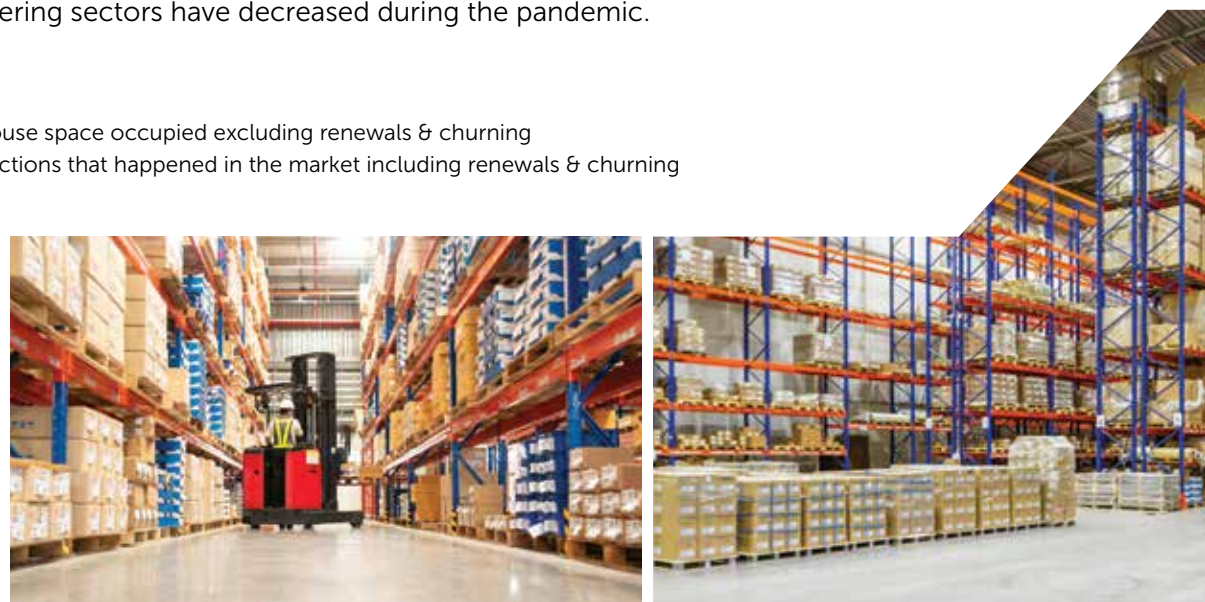 ering sectors have decreased during the pandemic.
use space occupied excluding renewals & churning
ctions that happened in the market including renewals & churning